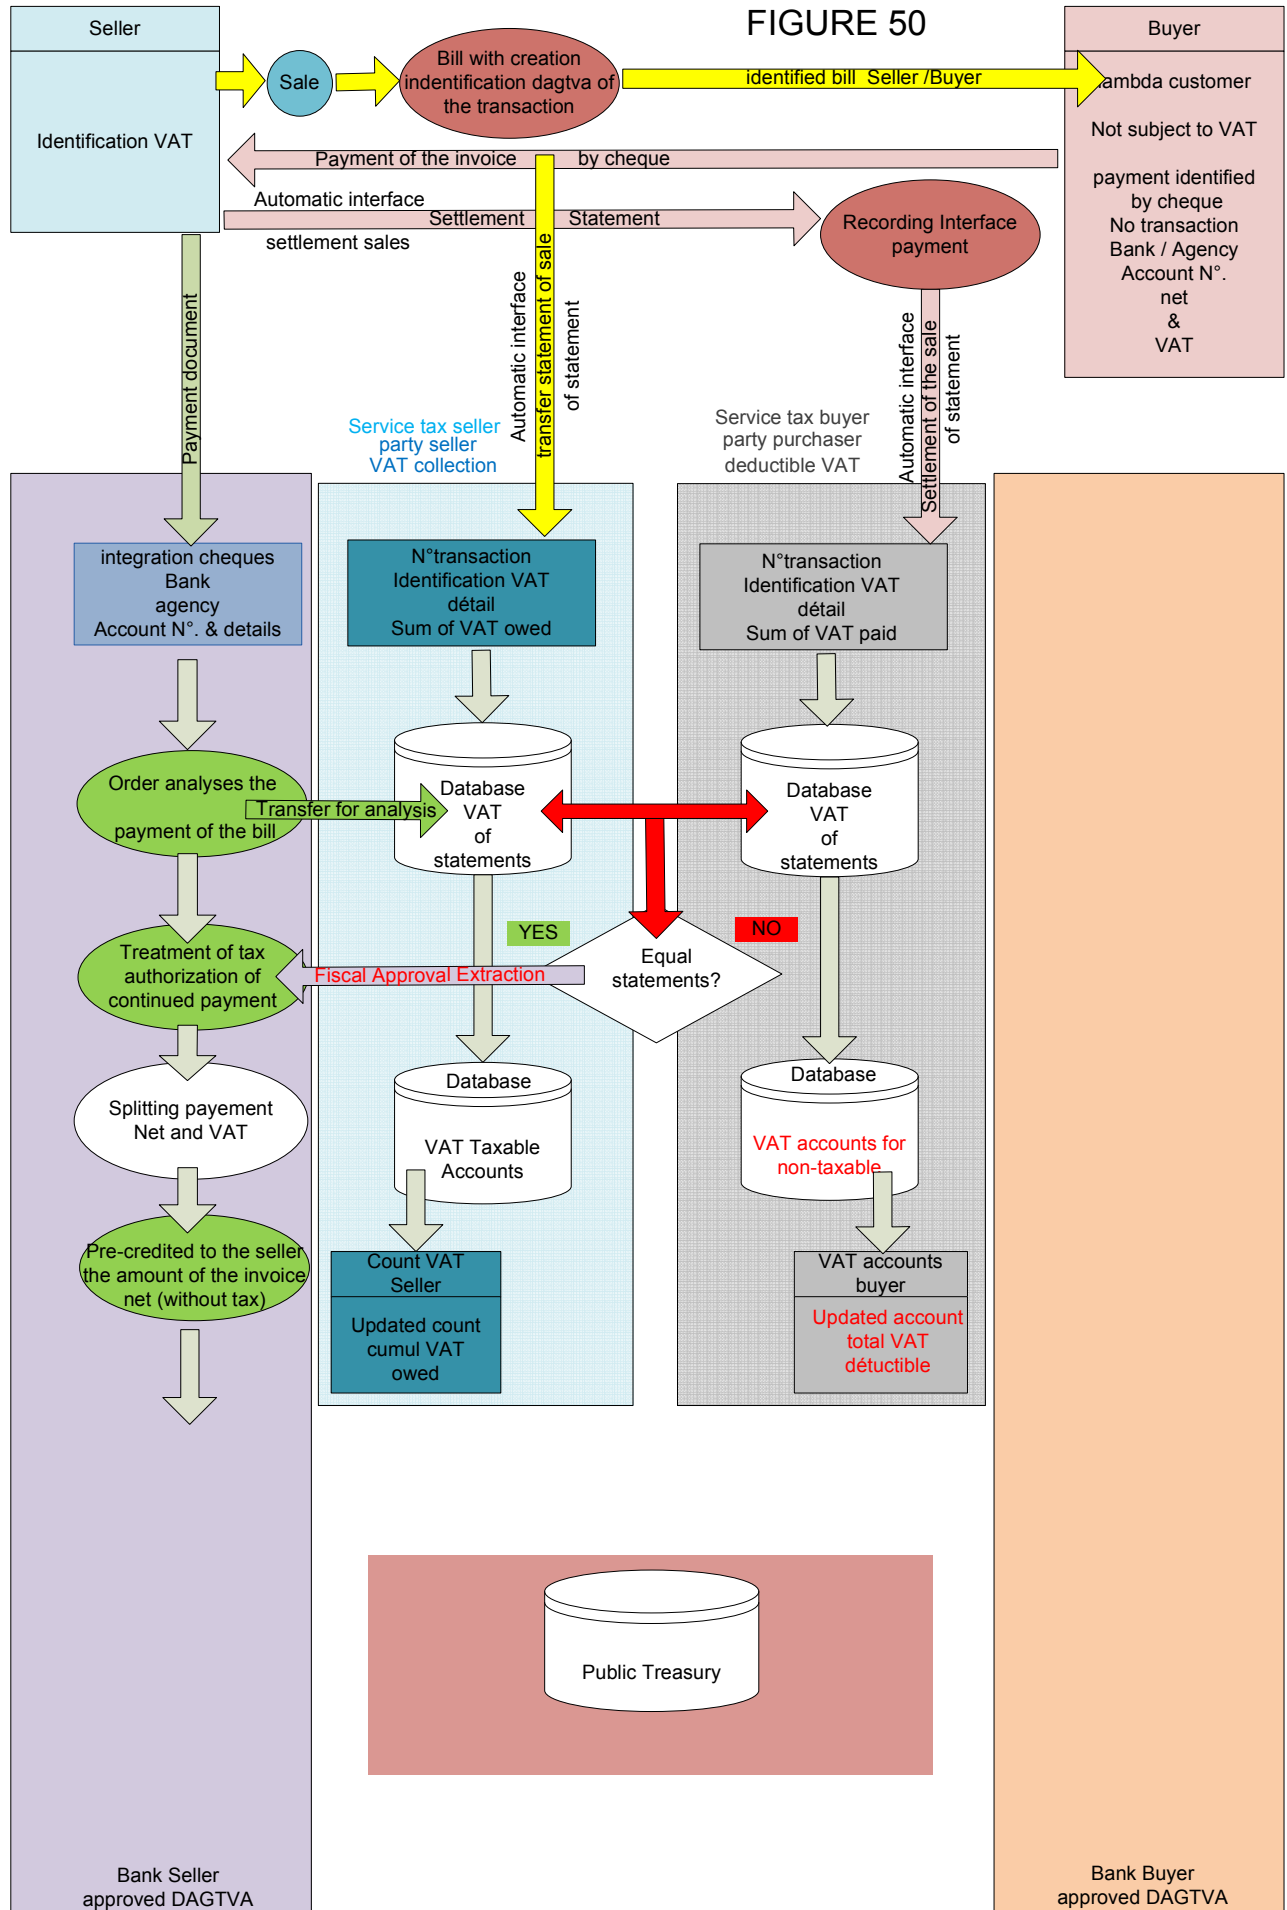 FIGURE 50
Seller
Identification VAT
Sale
Bill with creation
indentification dagtva of
the transaction
identified bill  Seller /Buyer
Buyer
lambda customer
Not subject to VAT
payment identified
by cheque
No transaction
Bank / Agency
Account N°.
net
&
VAT
Payment of the invoice by cheque
Automatic interface
Settlement Statement
settlement sales
Recording Interface
payment
Payment document
Automatic interface
transfer statement of sale
of statement
Automatic interface
Settlement of the sale
of statement
Service tax seller
party seller
VAT collection
Service tax buyer
party purchaser
deductible VAT
integration cheques
Bank
agency
Account N°. & details
N°transaction
Identification VAT
détail
Sum of VAT owed
N°transaction
Identification VAT
détail
Sum of VAT paid
Order analyses the
payment of the bill
Transfer for analysis
Database
VAT
of
statements
Database
VAT
of
statements
YES
NO
Equal
statements?
Treatment of tax
authorization of
continued payment
Fiscal Approval Extraction
Splitting payement
Net and VAT
Database
VAT Taxable
Accounts
Database
VAT accounts for
non-taxable
Pre-credited to the seller
the amount of the invoice
net (without tax)
Count VAT
Seller
Updated count
cumul VAT
owed
VAT accounts
buyer
Updated account
total VAT
détuctible
Public Treasury
Bank Seller
approved DAGTVA
Bank Buyer
approved DAGTVA